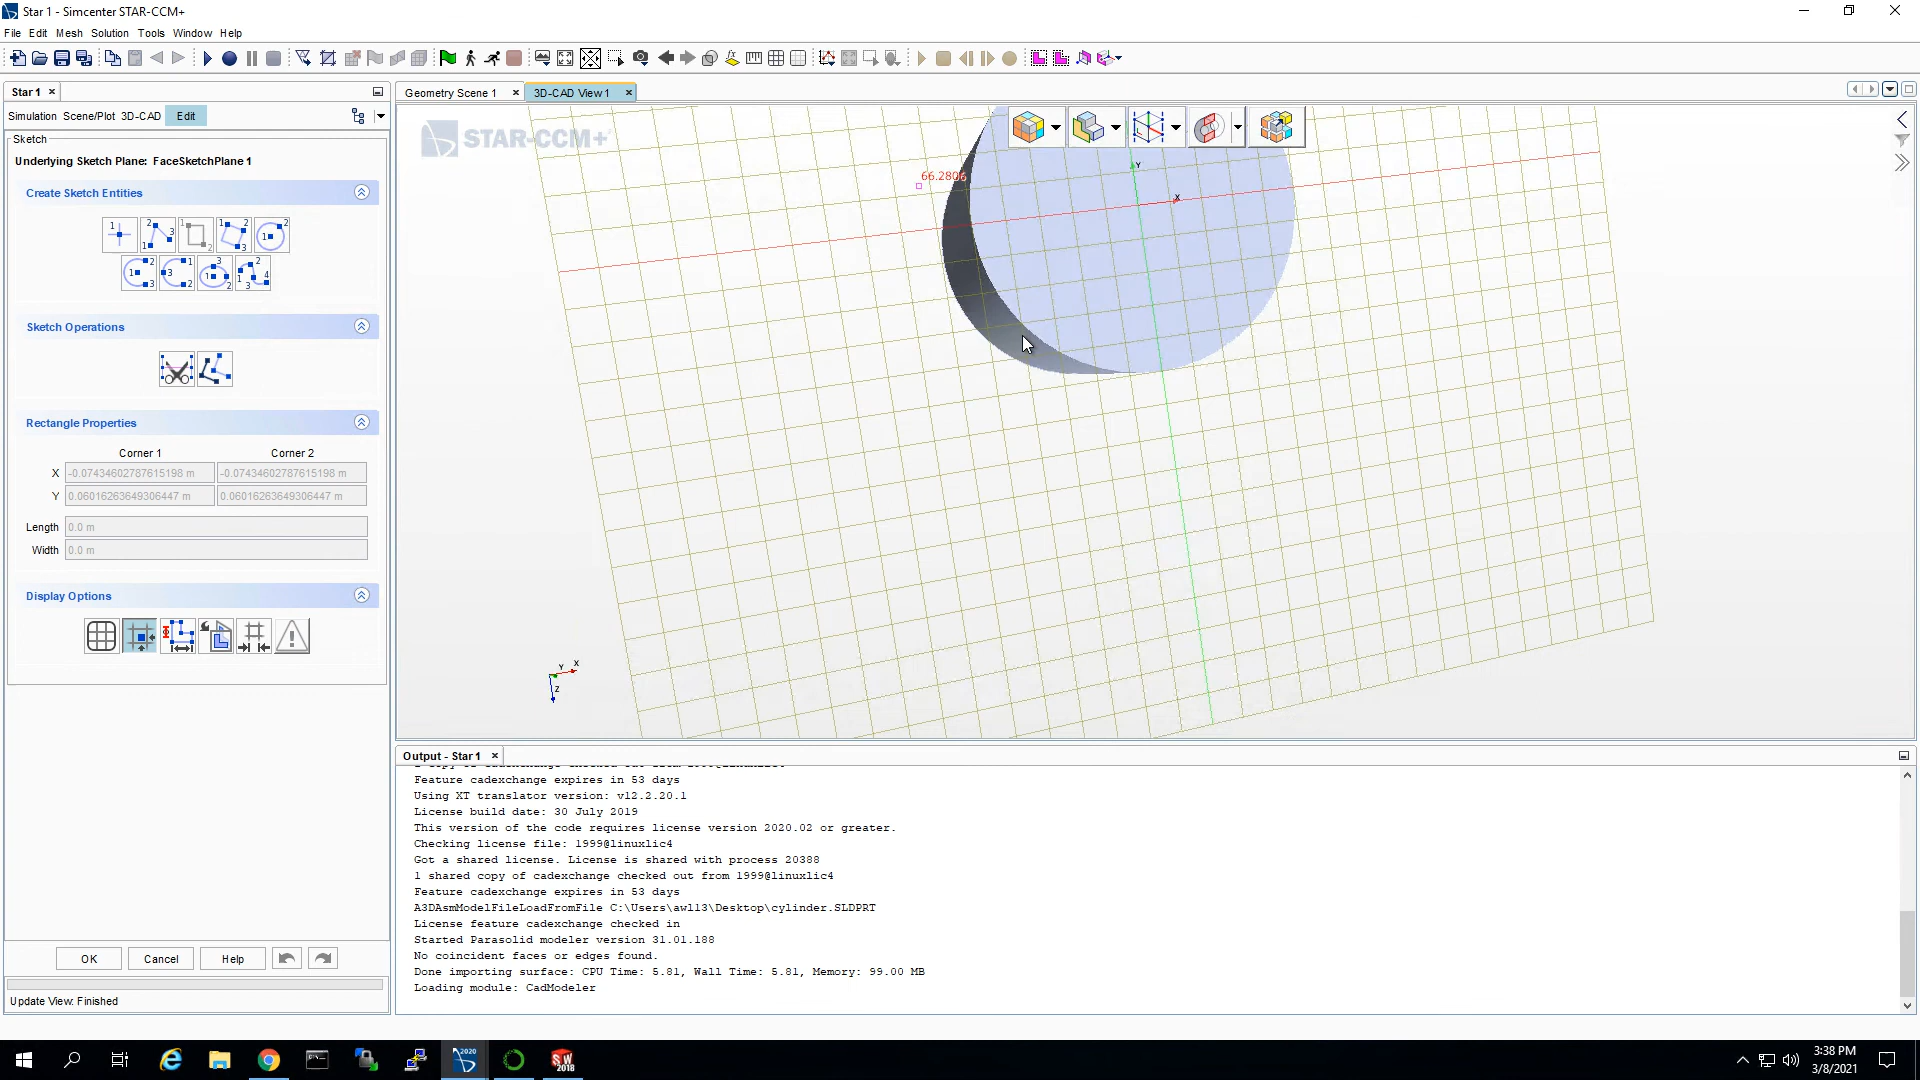 Star 1 - Simcenter STAR-CCM+
File Edit Mesh Solution Tools Window Help
Star 1
Geometry Scene 1
3D-CAD View 1
Simulation Scene/Plot 3D-CAD Edit
Sketch
Underlying Sketch Plane: FaceSketchPlane 1
STAR-CCM+
66.2806
Y
X
Create Sketch Entities
Sketch Operations
Rectangle Properties
Corner 1 Corner 2
X -0.07434602787615198 m -0.07434602787615198 m
Y 0.06016263649306447 m 0.06016263649306447 m
Length 0.0 m
Width 0.0 m
Display Options
Y X
Z
Output - Star 1
Feature cadexchange expires in 53 days
Using XT translator version: v12.2.20.1
License build date: 30 July 2019
This version of the code requires license version 2020.02 or greater.
Checking license file: 1999@linuxlic4
Got a shared license. License is shared with process 20388
1 shared copy of cadexchange checked out from 1999@linuxlic4
Feature cadexchange expires in 53 days
A3DAsmModelFileLoadFromFile C:\Users\awll3\Desktop\cylinder.SLDPRT
License feature cadexchange checked in
Started Parasolid modeler version 31.01.188
No coincident faces or edges found.
Done importing surface: CPU Time: 5.81, Wall Time: 5.81, Memory: 99.00 MB
Loading module: CadModeler
OK Cancel Help
Update View: Finished
2020
SW
2018
3:38 PM
3/8/2021